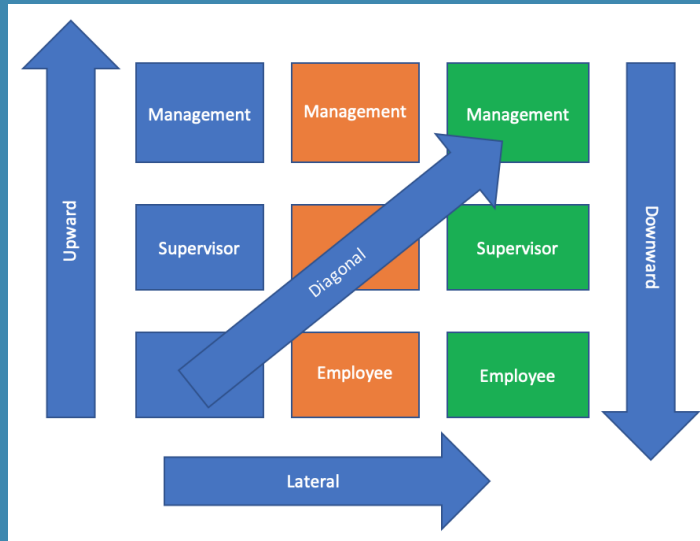 Upward
Management
Management
Management
Supervisor
Diagonal
Supervisor
Employee
Employee
Downward
Lateral